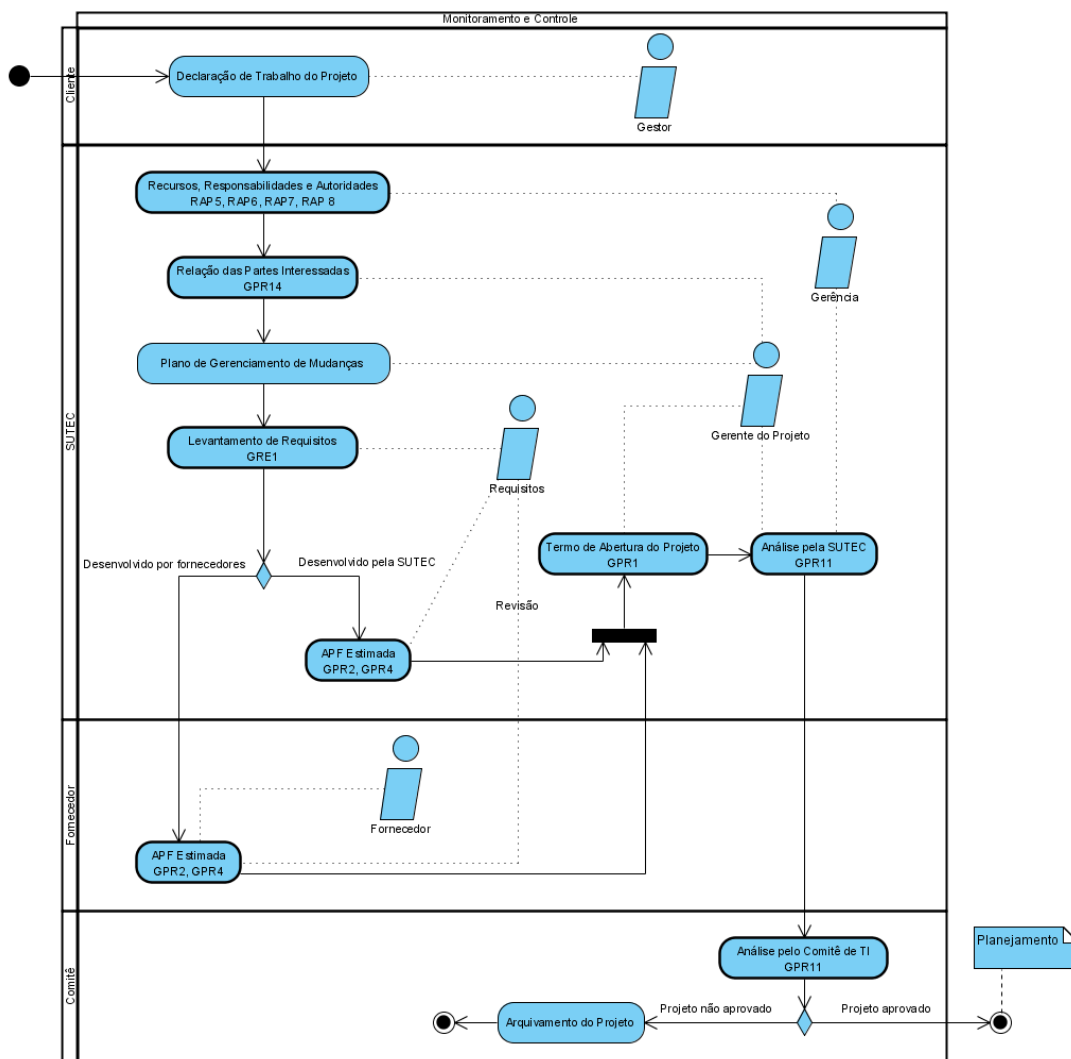 Monitoramento e Controle
Cliente
Declaração de Trabalho do Projeto
Gestor
SUTEC
Recursos, Responsabilidades e Autoridades
RAP5, RAP6, RAP7, RAP 8
Gerência
Relação das Partes Interessadas
GPR14
Plano de Gerenciamento de Mudanças
Gerente do Projeto
Levantamento de Requisitos
GRE1
Requisitos
Desenvolvido por fornecedores
Desenvolvido pela SUTEC
Termo de Abertura do Projeto
GPR1
Análise pela SUTEC
GPR11
Revisão
APF Estimada
GPR2, GPR4
Fornecedor
Fornecedor
APF Estimada
GPR2, GPR4
Comitê
Análise pelo Comitê de TI
GPR11
Planejamento
Projeto não aprovado
Projeto aprovado
Arquivamento do Projeto